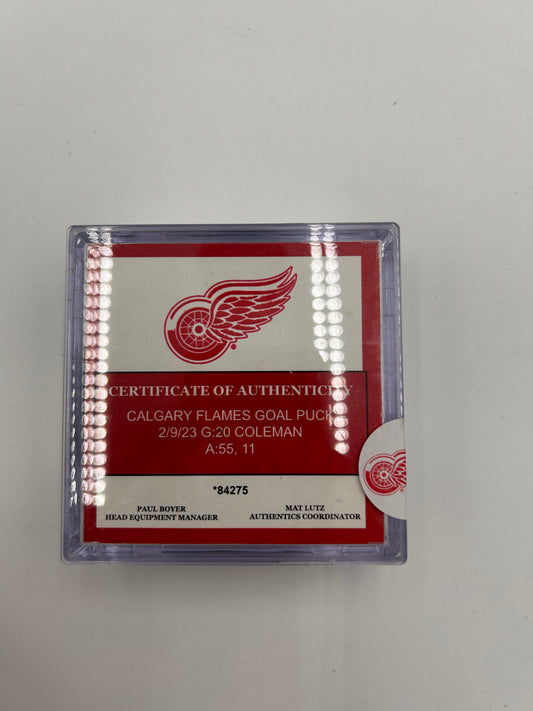 CERTIFICATE OF AUTHENTICITY
CALGARY FLAMES GOAL PUCK
2/9/23 G:20 COLEMAN
A:55, 11
*84275
PAUL BOYER
HEAD EQUIPMENT MANAGER
MAT LUTZ
AUTHENTICS COORDINATOR